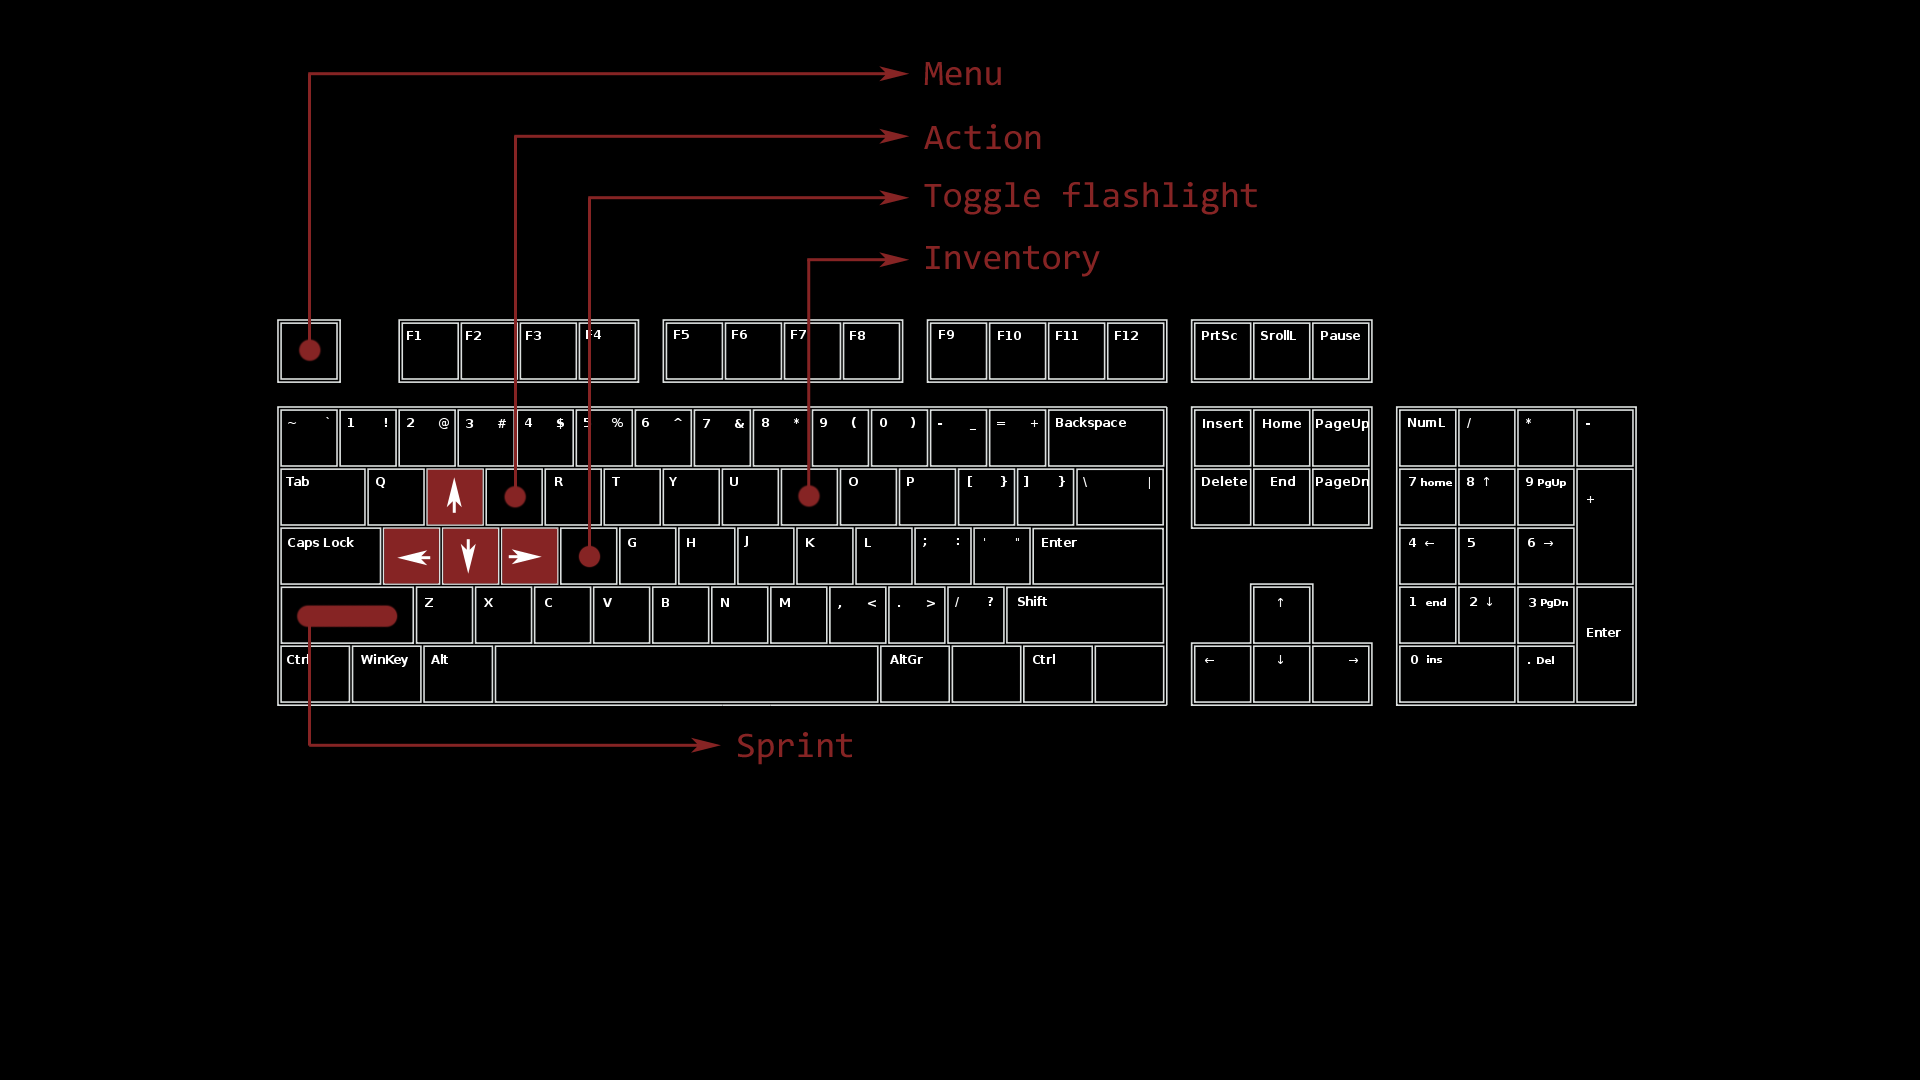 Menu
Action
Toggle flashlight
Inventory
F1 F2 F3 F4 F5 F6 F7 F8 F9 F10 F11 F12 PrtSc SrollL Pause
~ ` 1 ! 2 @ 3 # 4 $ 5 % 6 ^ 7 & 8 * 9 ( 0 ) - _ = + Backspace Insert Home PageUp NumL / * -
Tab Q R T Y U O P [ } ] } \ | Delete End PageDn 7 home 8 ↑ 9 PgUp +
Caps Lock G H J K L ; : ' " Enter 4 ← 5 6 →
Z X C V B N M , < . > / ? Shift ↑ 1 end 2 ↓ 3 PgDn Enter
Ctrl WinKey Alt AltGr Ctrl ← ↓ → 0 ins . Del
Sprint